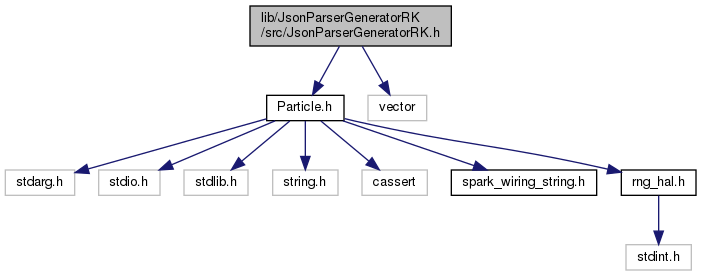 lib/JsonParserGeneratorRK
/src/JsonParserGeneratorRK.h
Particle.h
vector
stdarg.h
stdio.h
stdlib.h
string.h
cassert
spark_wiring_string.h
rng_hal.h
stdint.h